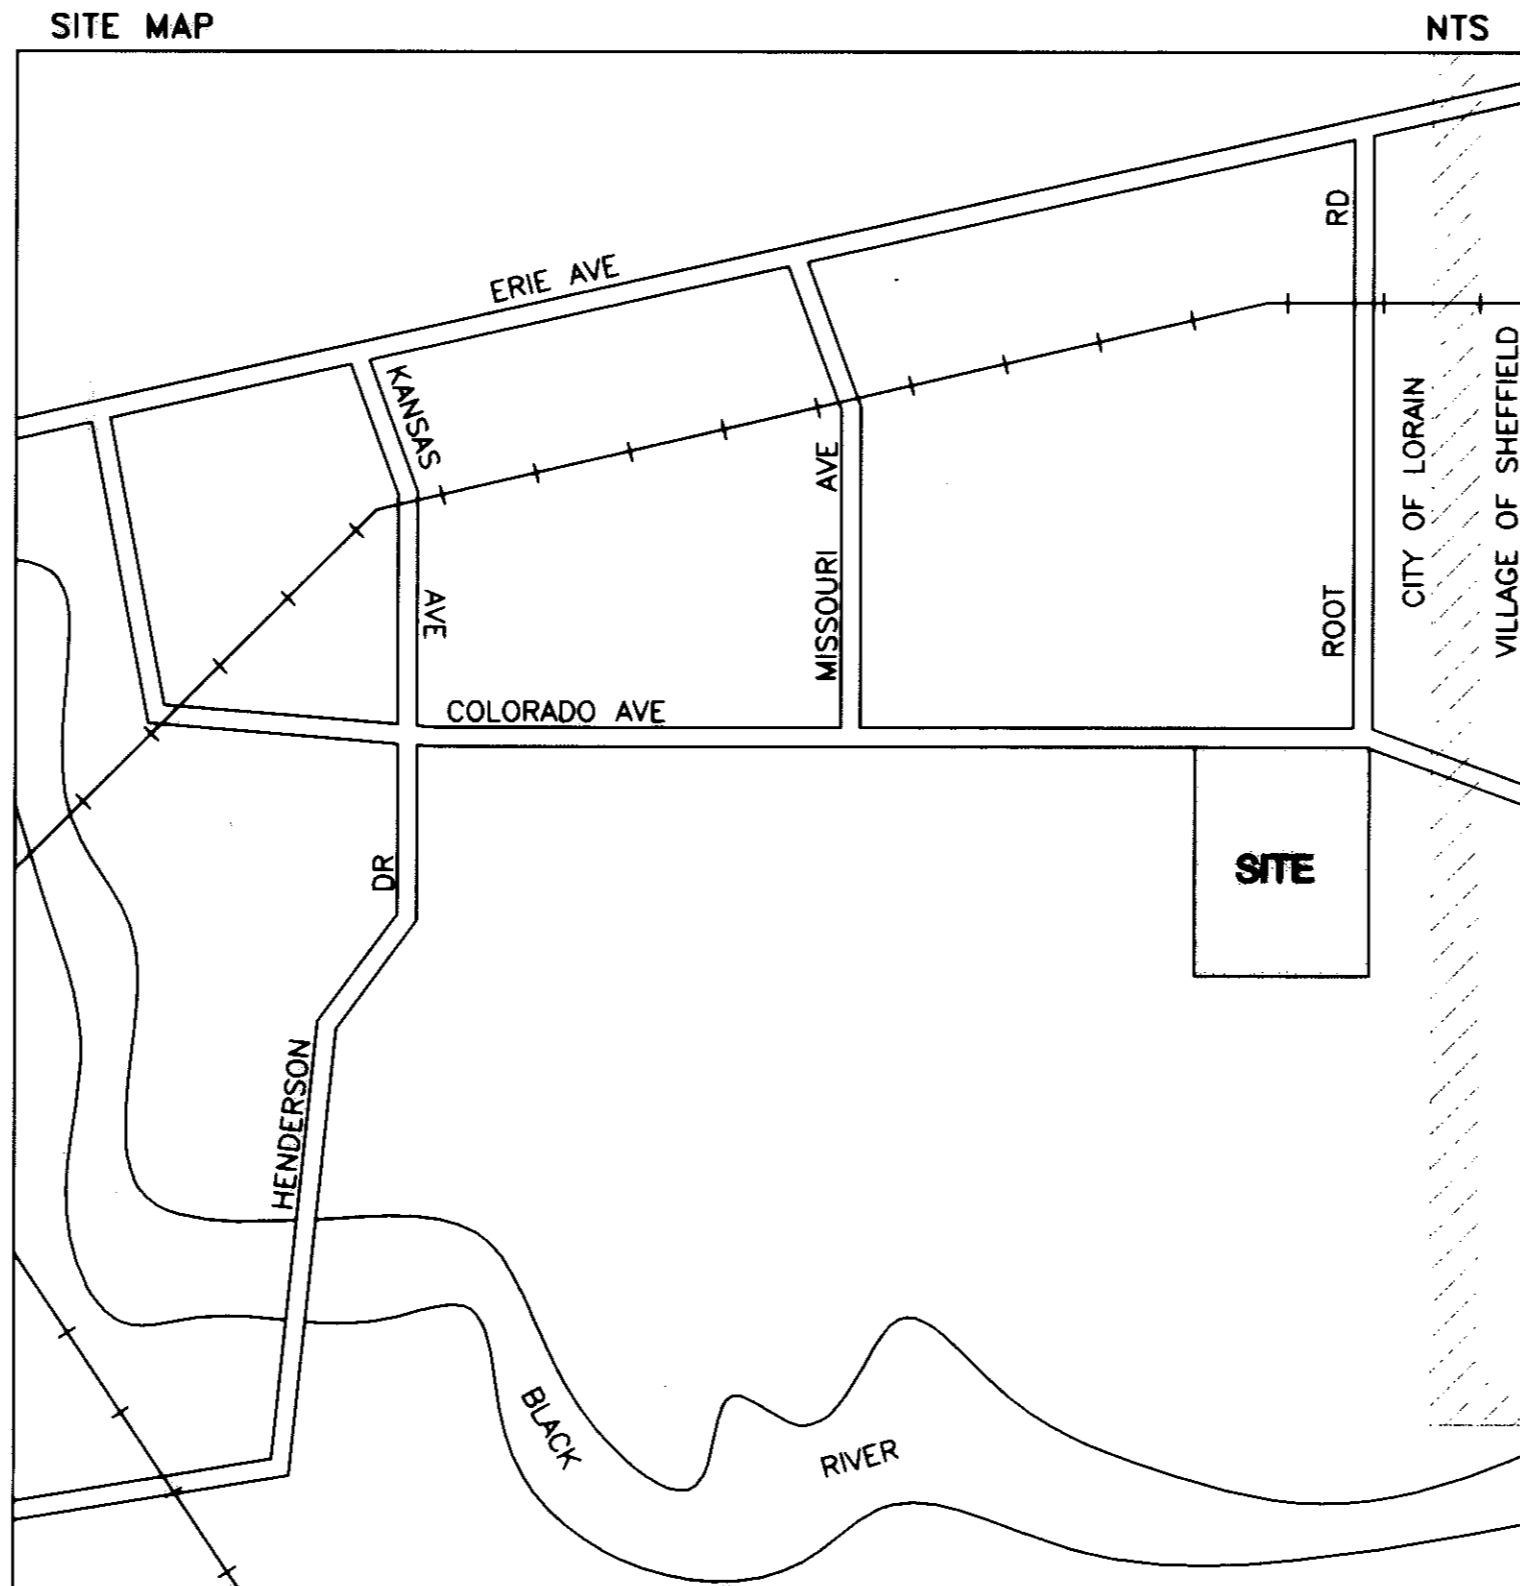 SITE MAP
NTS
ERIE AVE
RD
KANSAS
AVE
MISSOURI AVE
ROOT
CITY OF LORAIN
VILLAGE OF SHEFFIELD
COLORADO AVE
SITE
DR
HENDERSON
BLACK
RIVER